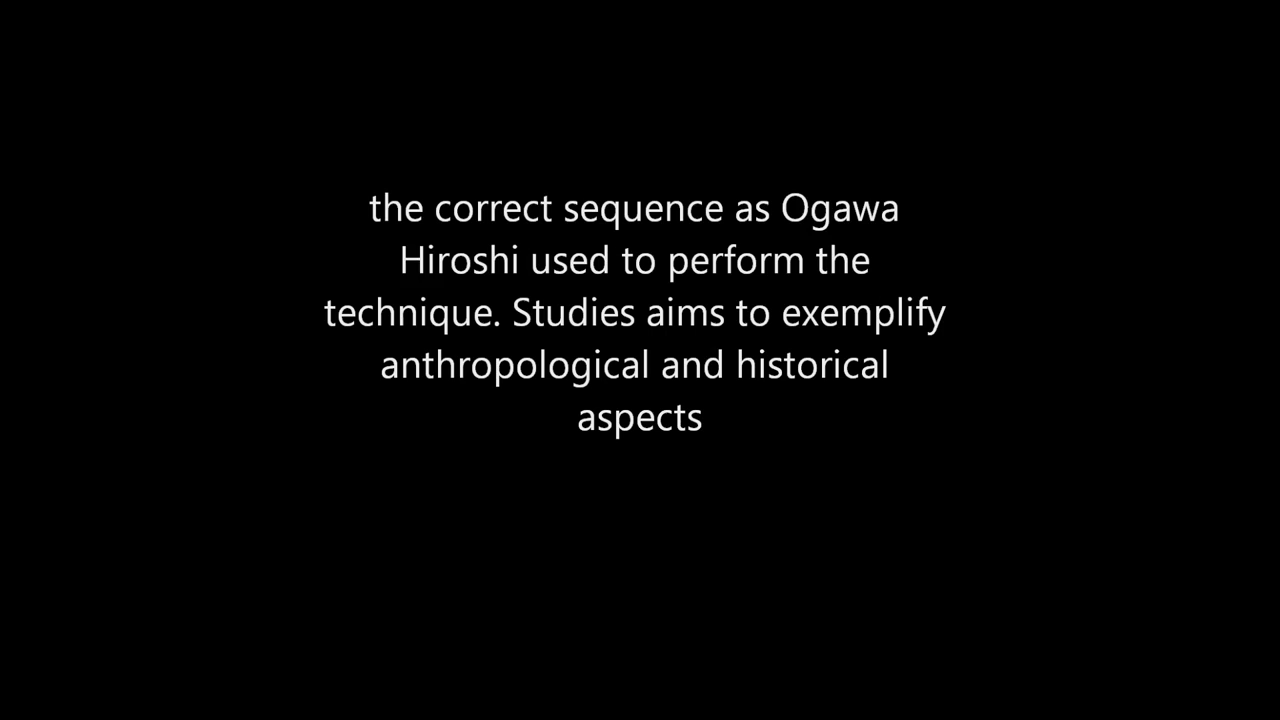 the correct sequence as Ogawa
Hiroshi used to perform the
technique. Studies aims to exemplify
anthropological and historical
aspects